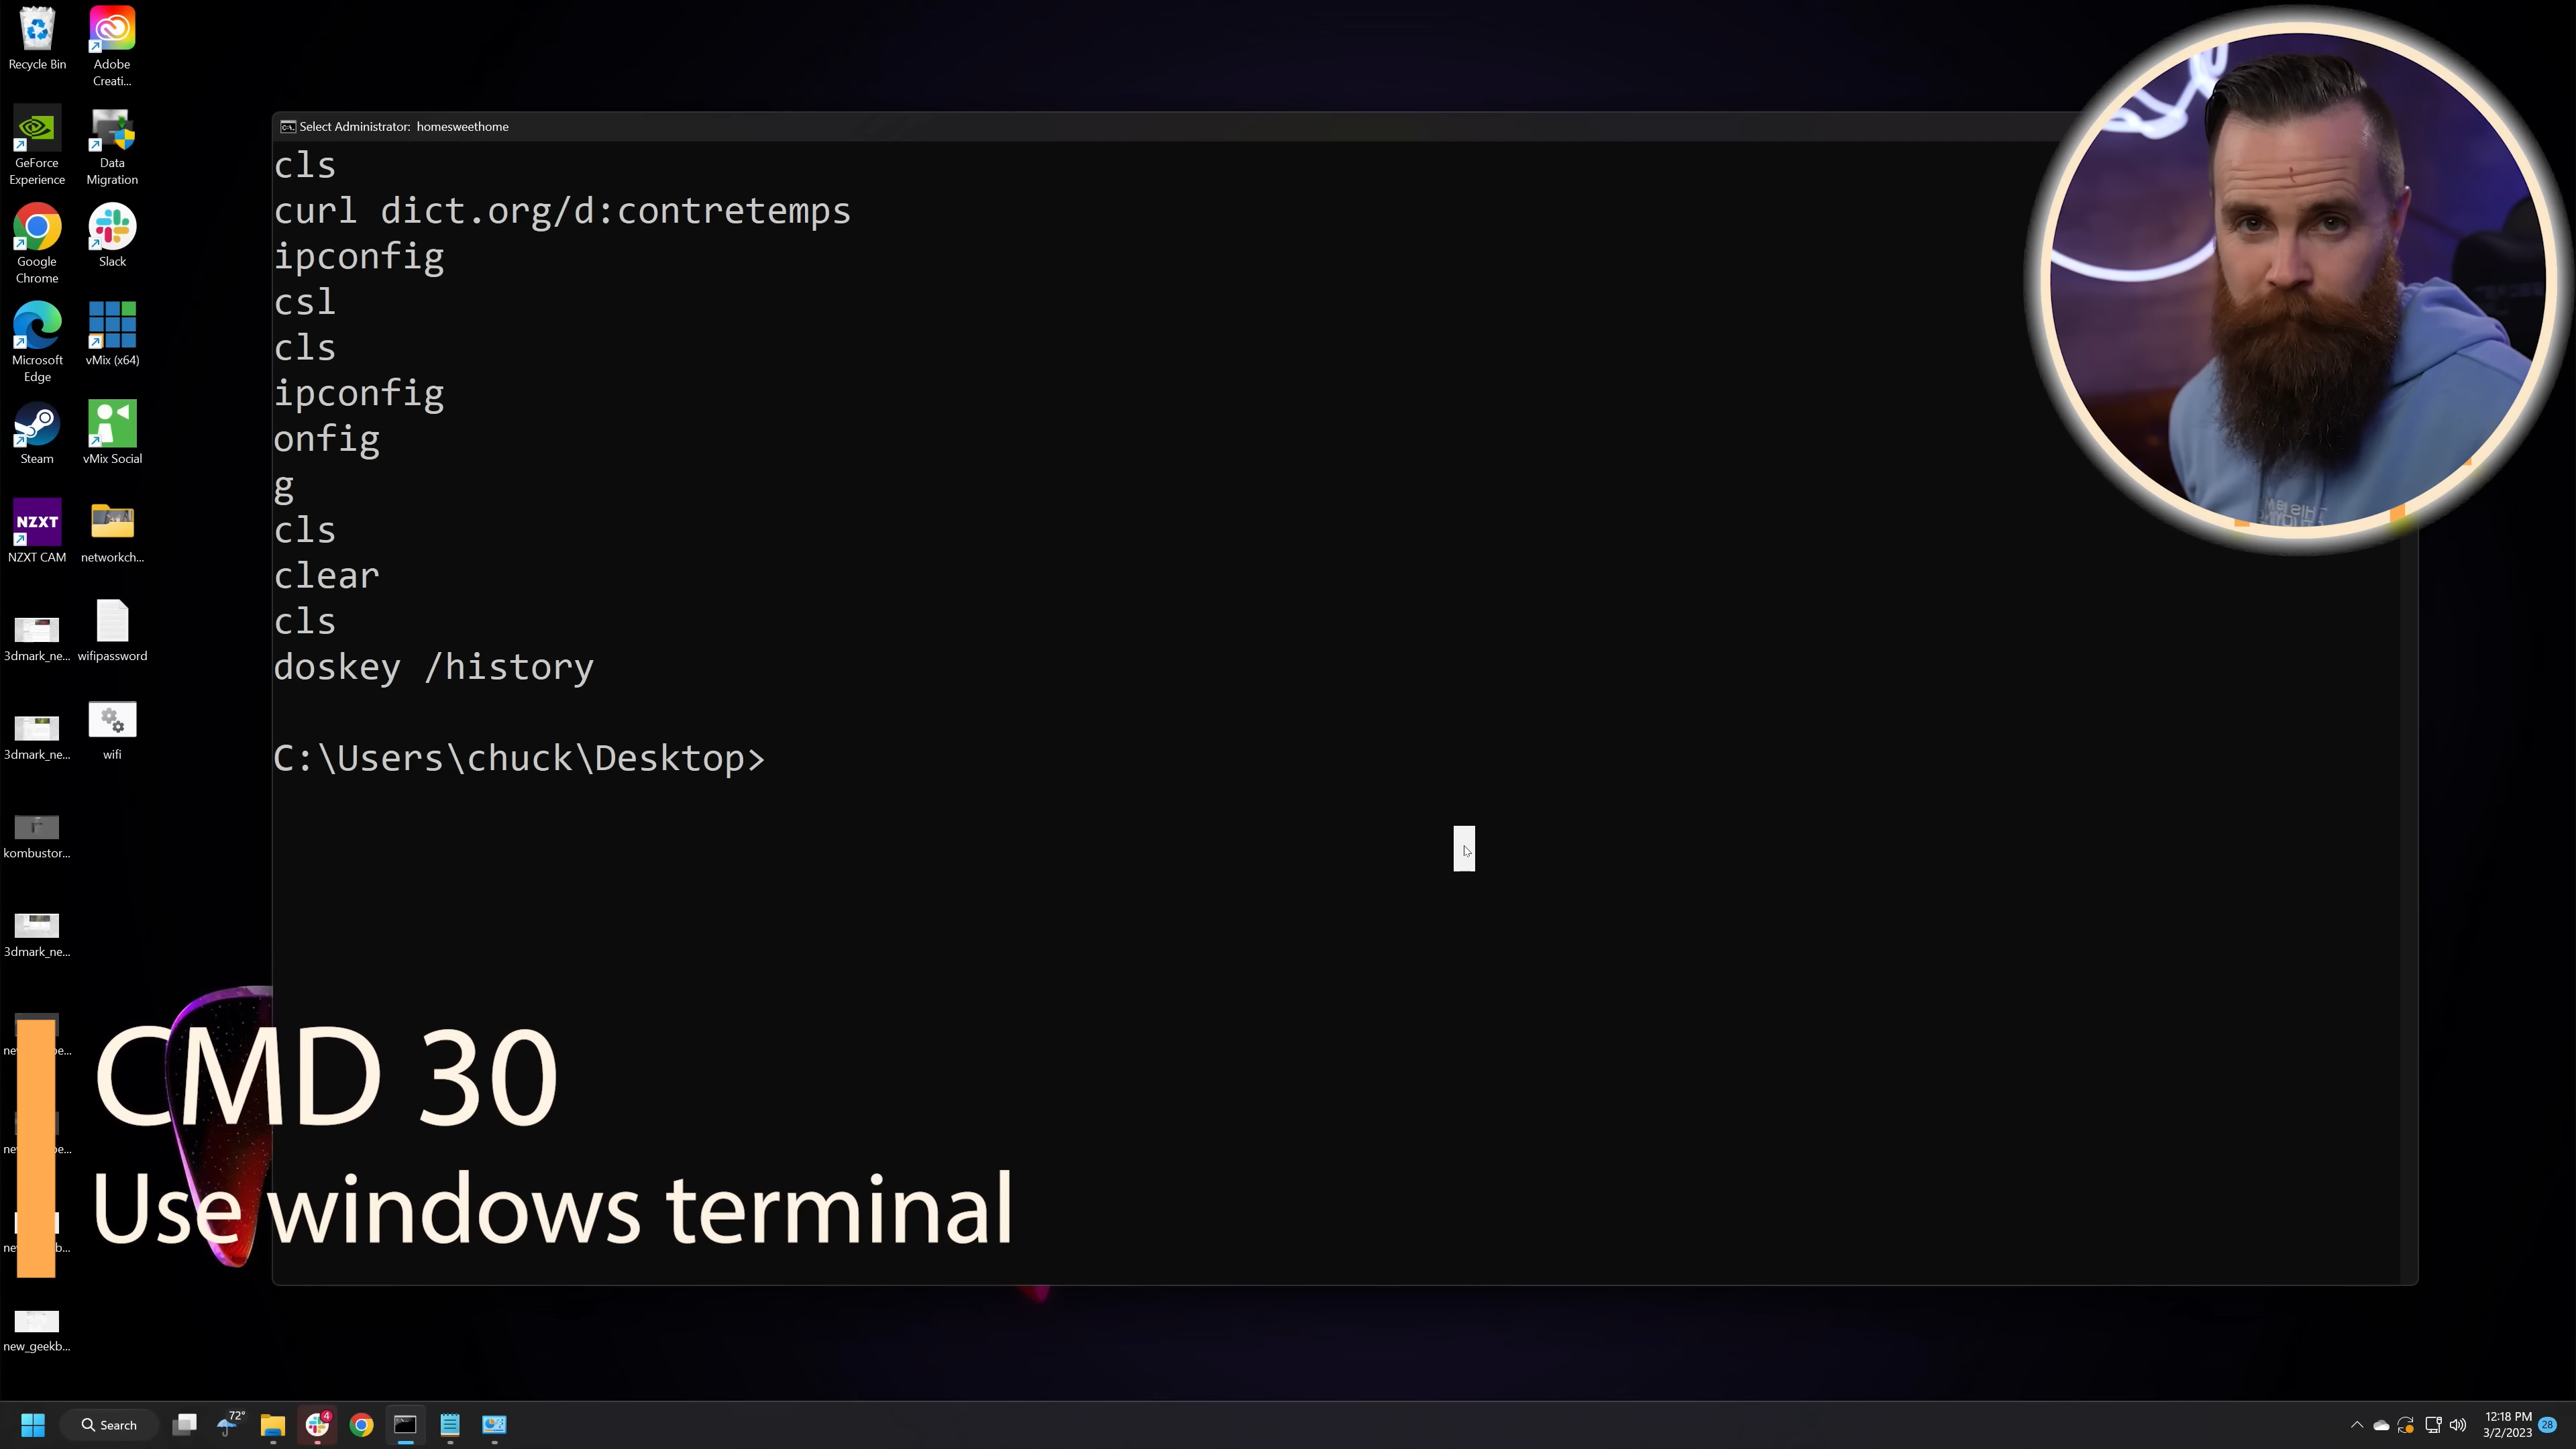 Recycle Bin
Adobe Creati...
GeForce Experience
Data Migration
Google Chrome
Slack
Microsoft Edge
vMix (x64)
Steam
vMix Social
NZXT
NZXT CAM
networkch...
3dmark_ne...
wifipassword
3dmark_ne...
wifi
kombustor...
3dmark_ne...
new_geekb...
Select Administrator: homesweethome
cls
curl dict.org/d:contretemps
ipconfig
csl
cls
ipconfig
onfig
g
cls
clear
cls
doskey /history
C:\Users\chuck\Desktop>
CMD 30
Use windows terminal
Search
72°
4
12:18 PM
3/2/2023
28